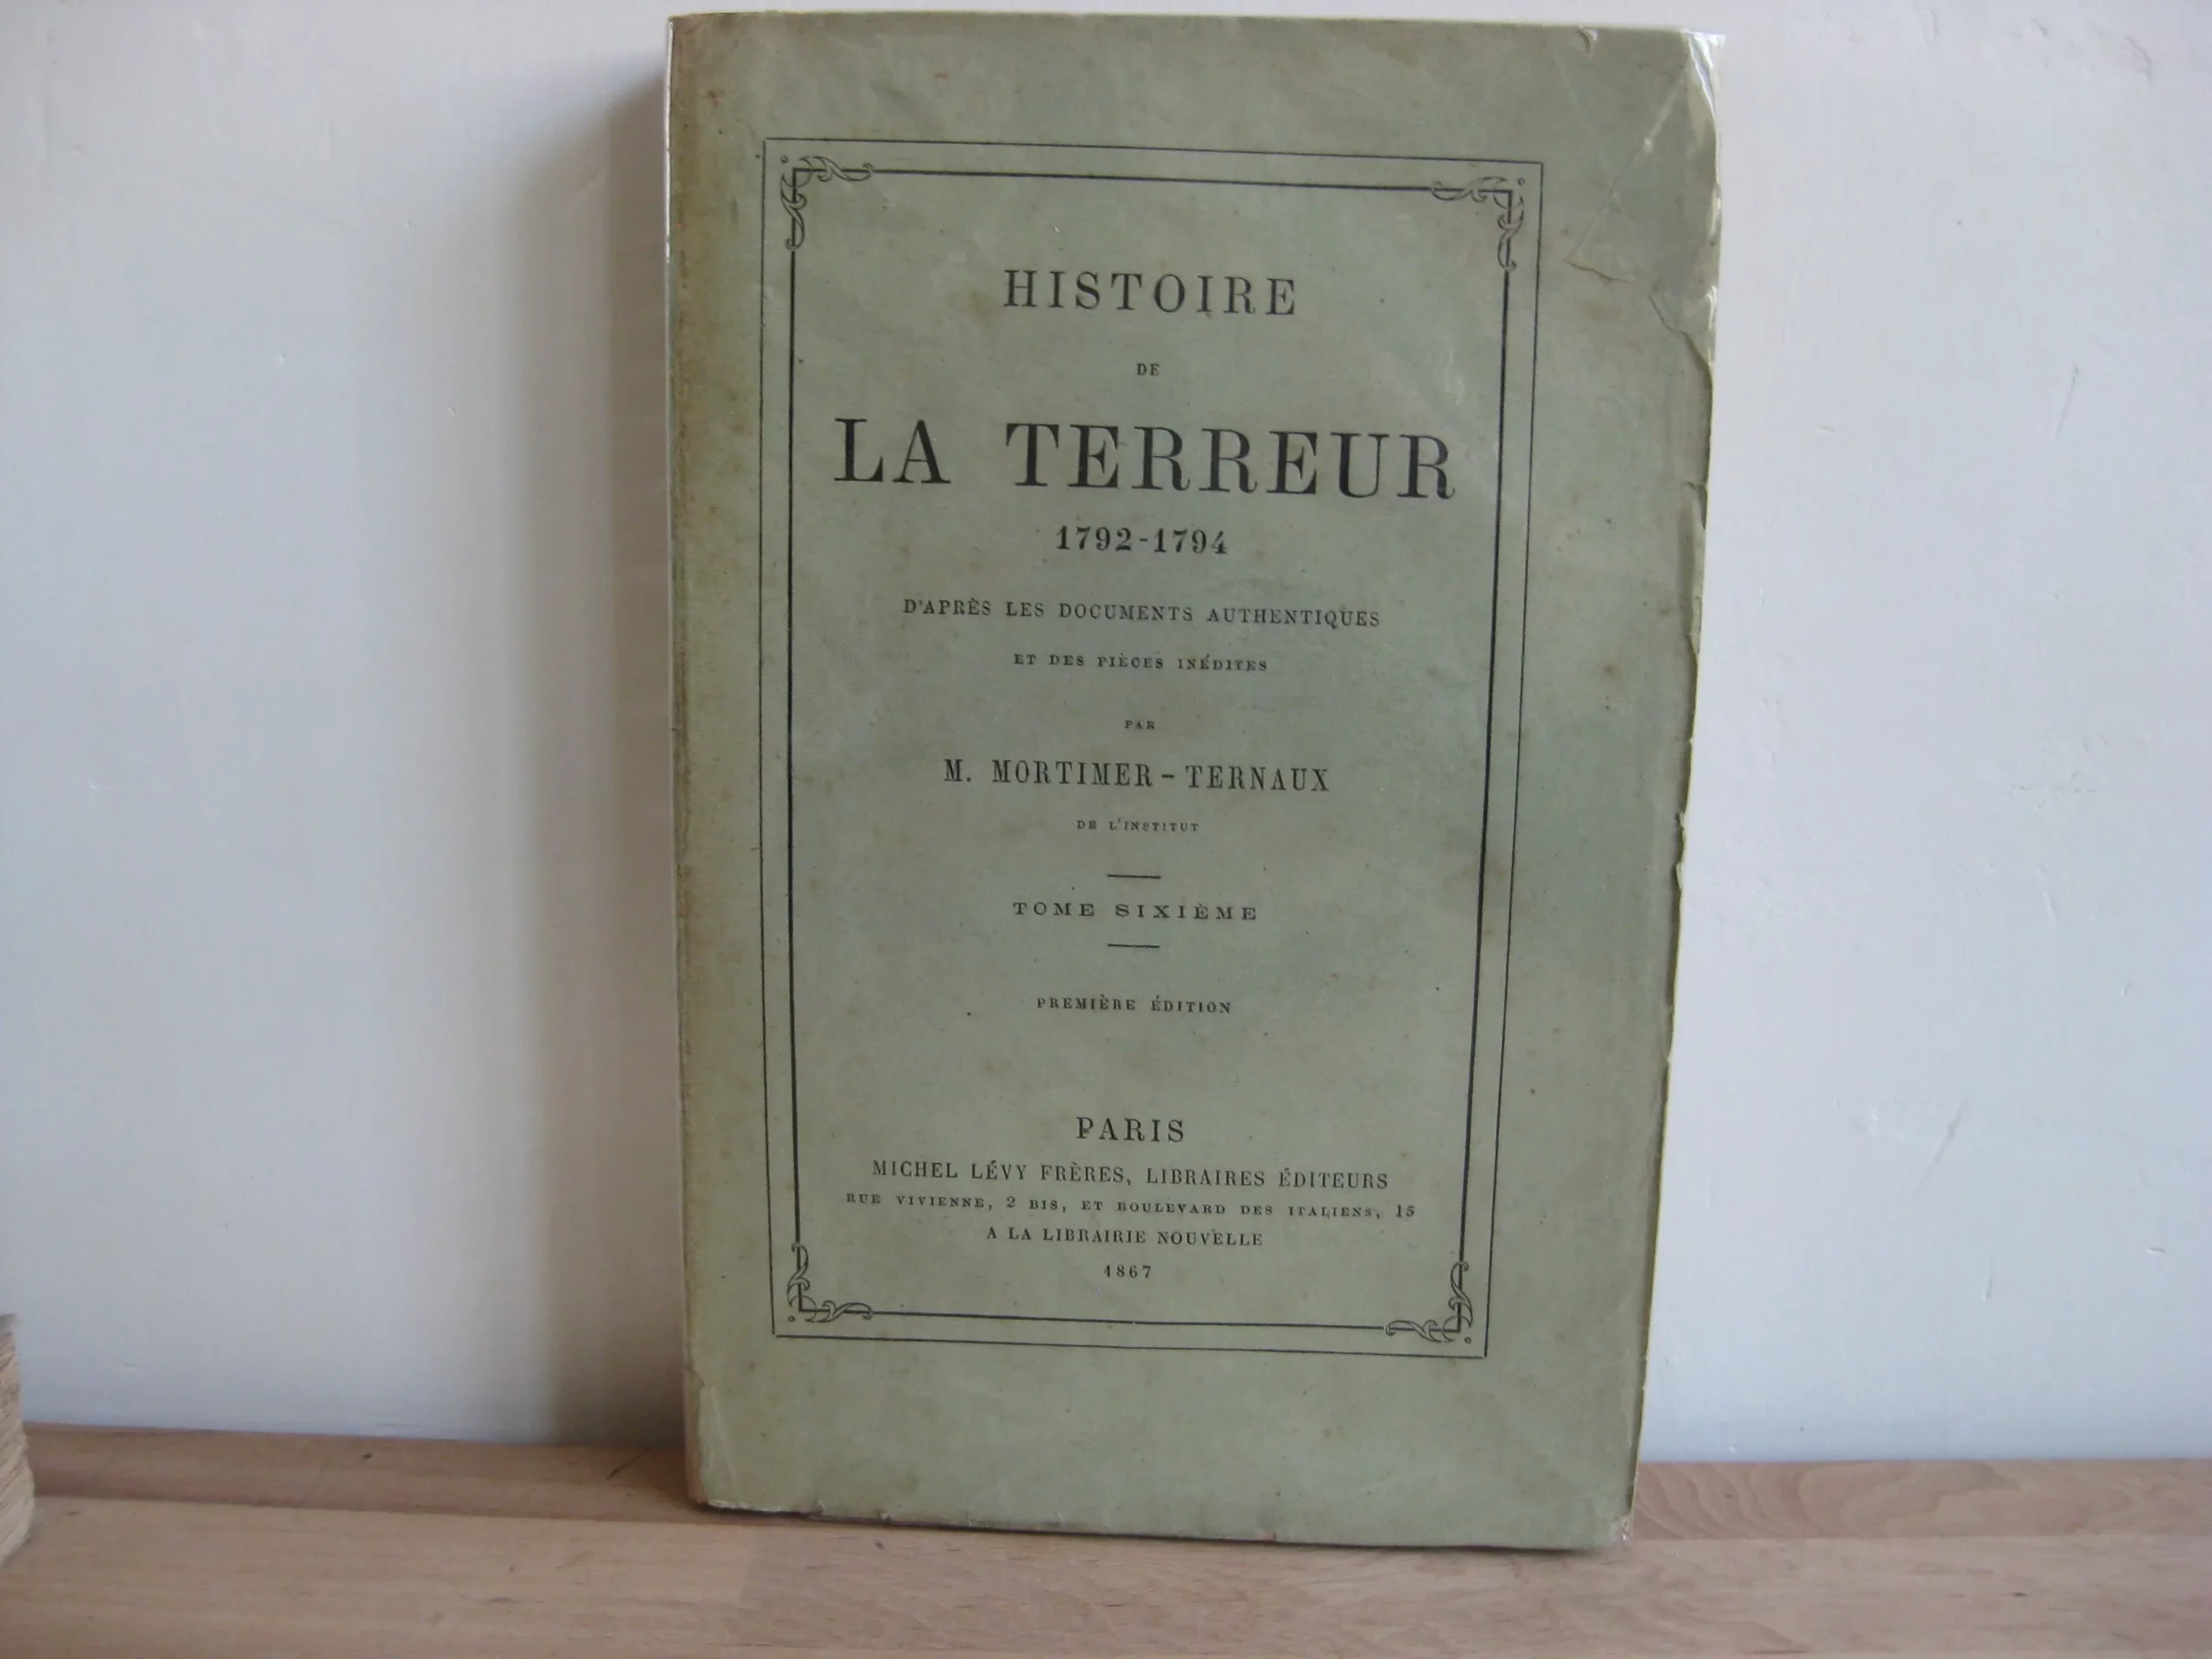 HISTOIRE
DE
LA TERREUR
1792-1794
D'APRÈS LES DOCUMENTS AUTHENTIQUES
ET DES PIÈCES INÉDITES
PAR
M. MORTIMER-TERNAUX
DE L'INSTITUT
TOME SIXIÈME
PREMIÈRE ÉDITION
PARIS
MICHEL LÉVY FRÈRES, LIBRAIRES ÉDITEURS
RUE VIVIENNE, 2 BIS, ET BOULEVARD DES ITALIENS, 15
A LA LIBRAIRIE NOUVELLE
1867